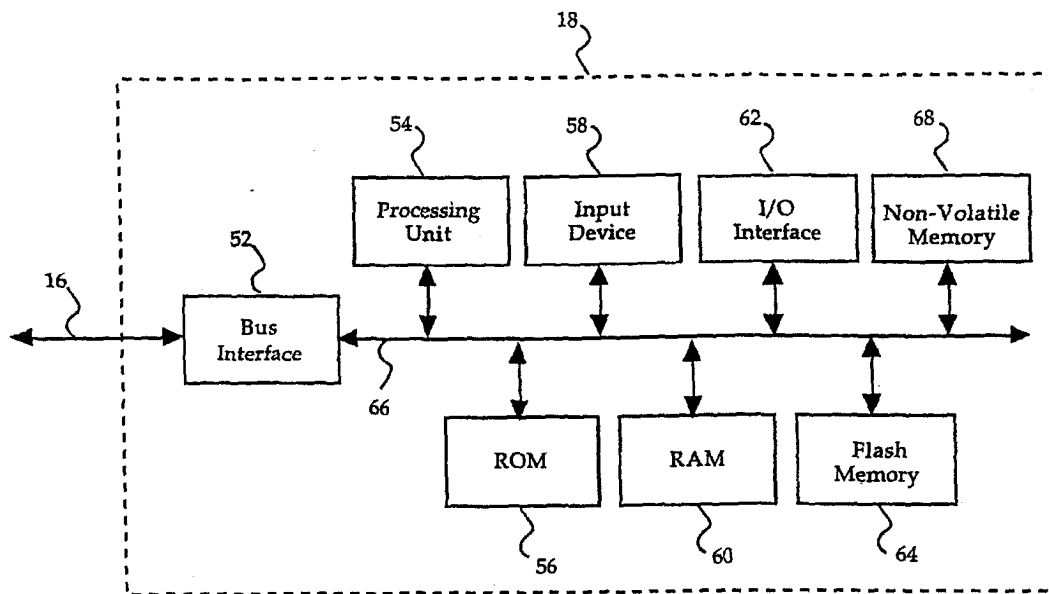 18
54
58
62
68
Processing
Unit
Input
Device
I/O
Interface
Non-Volatile
Memory
52
16
Bus
Interface
66
ROM
RAM
Flash
Memory
56
60
64